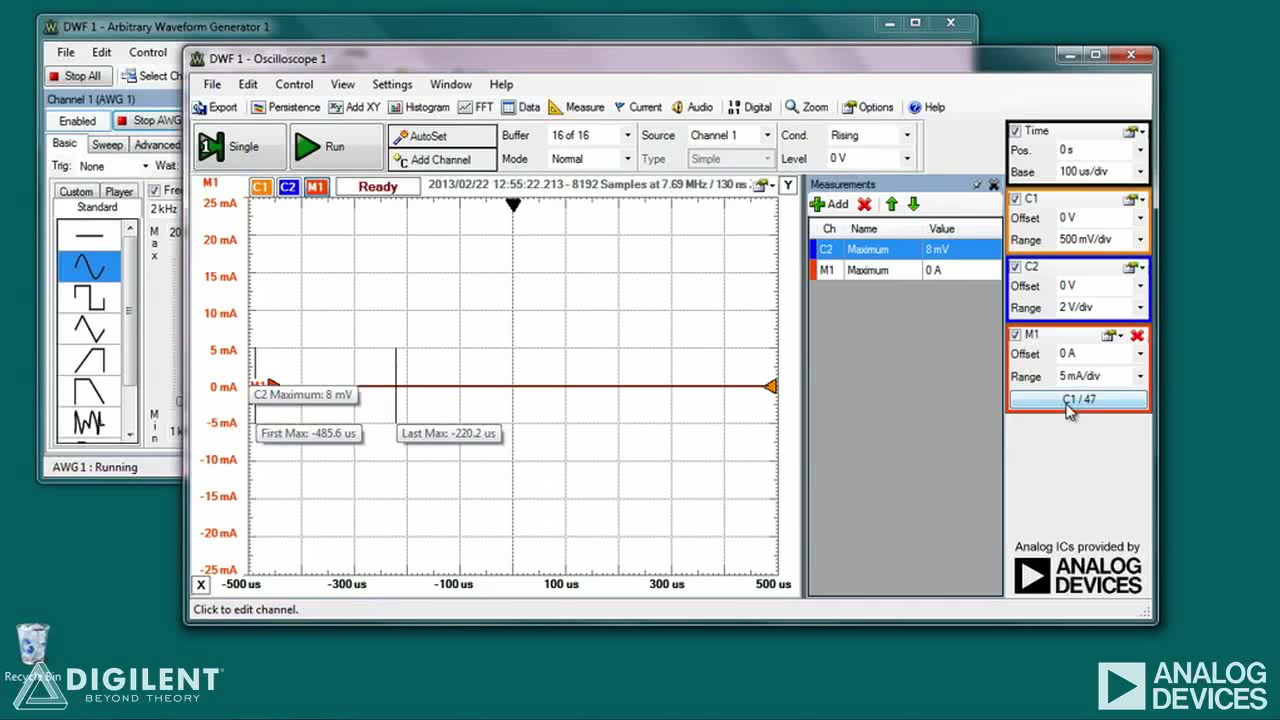 DWF 1 - Arbitrary Waveform Generator 1
File Edit Control
Stop All Select Ch
Channel 1 (AWG 1)
Enabled Stop AWG
Basic Sweep Advanced
Trig: None Wait:
Custom Player
Standard
2 kHz
Max
20
Min
AWG 1 : Running
DWF 1 - Oscilloscope 1
File Edit Control View Settings Window Help
Export Persistence Add XY Histogram FFT Data Measure Current Audio Digital Zoom Options Help
Single Run AutoSet Add Channel
Buffer 16 of 16 Source Channel 1 Cond. Rising
Mode Normal Type Simple Level 0 V
M1 C1 C2 M1 Ready 2013/02/22 12:55:22.213 - 8192 Samples at 7.69 MHz / 130 ns Y
25 mA
20 mA
15 mA
10 mA
5 mA
0 mA
-5 mA
-10 mA
-15 mA
-20 mA
-25 mA
C2 Maximum: 8 mV
First Max: -485.6 us Last Max: -220.2 us
X -500 us -300 us -100 us 100 us 300 us 500 us
Click to edit channel.
Measurements
Add
Ch Name Value
C2 Maximum 8 mV
M1 Maximum 0 A
Time
Pos. 0 s
Base 100 us/div
C1
Offset 0 V
Range 500 mV/div
C2
Offset 0 V
Range 2 V/div
M1
Offset 0 A
Range 5 mA/div
C1 / 47
Analog ICs provided by
ANALOG
DEVICES
Recycle Bin
DIGILENT
BEYOND THEORY
ANALOG
DEVICES